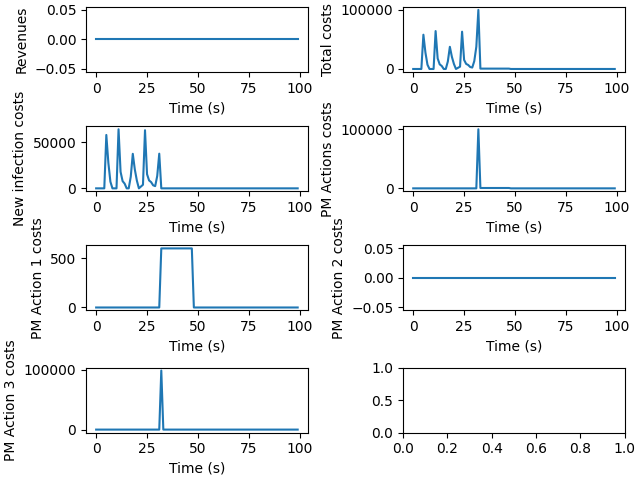 Revenues
0.05
0.00
−0.05
0 25 50 75 100
Time (s)
Total costs
100000
0
0 25 50 75 100
Time (s)
New infection costs
50000
0
0 25 50 75 100
Time (s)
PM Actions costs
100000
0
0 25 50 75 100
Time (s)
PM Action 1 costs
500
0
0 25 50 75 100
Time (s)
PM Action 2 costs
0.05
0.00
−0.05
0 25 50 75 100
Time (s)
PM Action 3 costs
100000
0
0 25 50 75 100
Time (s)
1.0
0.5
0.0
0.0 0.2 0.4 0.6 0.8 1.0